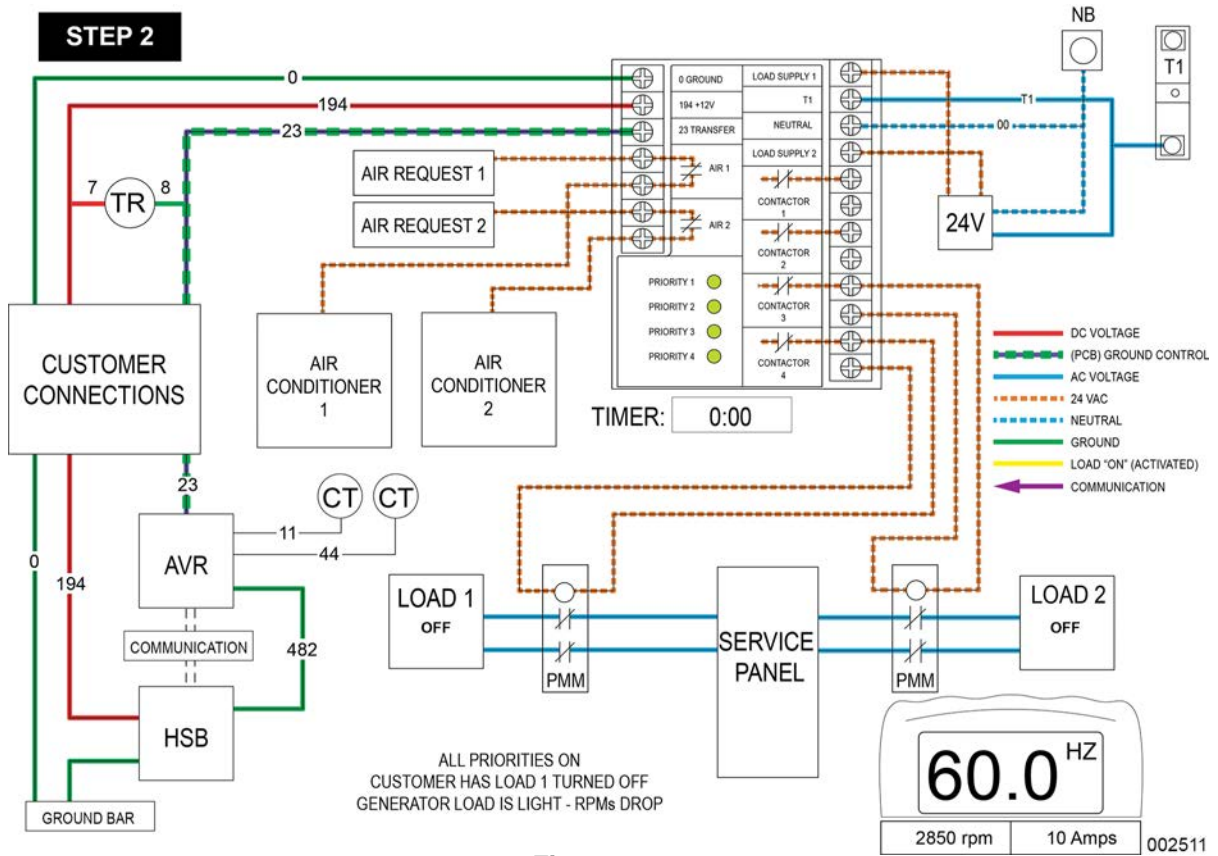 STEP 2
NB
T1
0
194
23
7
TR
8
AIR REQUEST 1
AIR REQUEST 2
0 GROUND
194 +12V
23 TRANSFER
AIR 1
AIR 2
LOAD SUPPLY 1
T1
NEUTRAL
LOAD SUPPLY 2
CONTACTOR
1
CONTACTOR
2
CONTACTOR
3
CONTACTOR
4
PRIORITY 1
PRIORITY 2
PRIORITY 3
PRIORITY 4
T1
00
24V
CUSTOMER
CONNECTIONS
AIR
CONDITIONER
1
AIR
CONDITIONER
2
TIMER: 0:00
DC VOLTAGE
(PCB) GROUND CONTROL
AC VOLTAGE
24 VAC
NEUTRAL
GROUND
LOAD "ON" (ACTIVATED)
COMMUNICATION
23
CT
CT
11
44
0
194
AVR
COMMUNICATION
482
HSB
GROUND BAR
LOAD 1
OFF
PMM
SERVICE
PANEL
PMM
LOAD 2
OFF
ALL PRIORITIES ON
CUSTOMER HAS LOAD 1 TURNED OFF
GENERATOR LOAD IS LIGHT - RPMs DROP
60.0 HZ
2850 rpm
10 Amps
002511